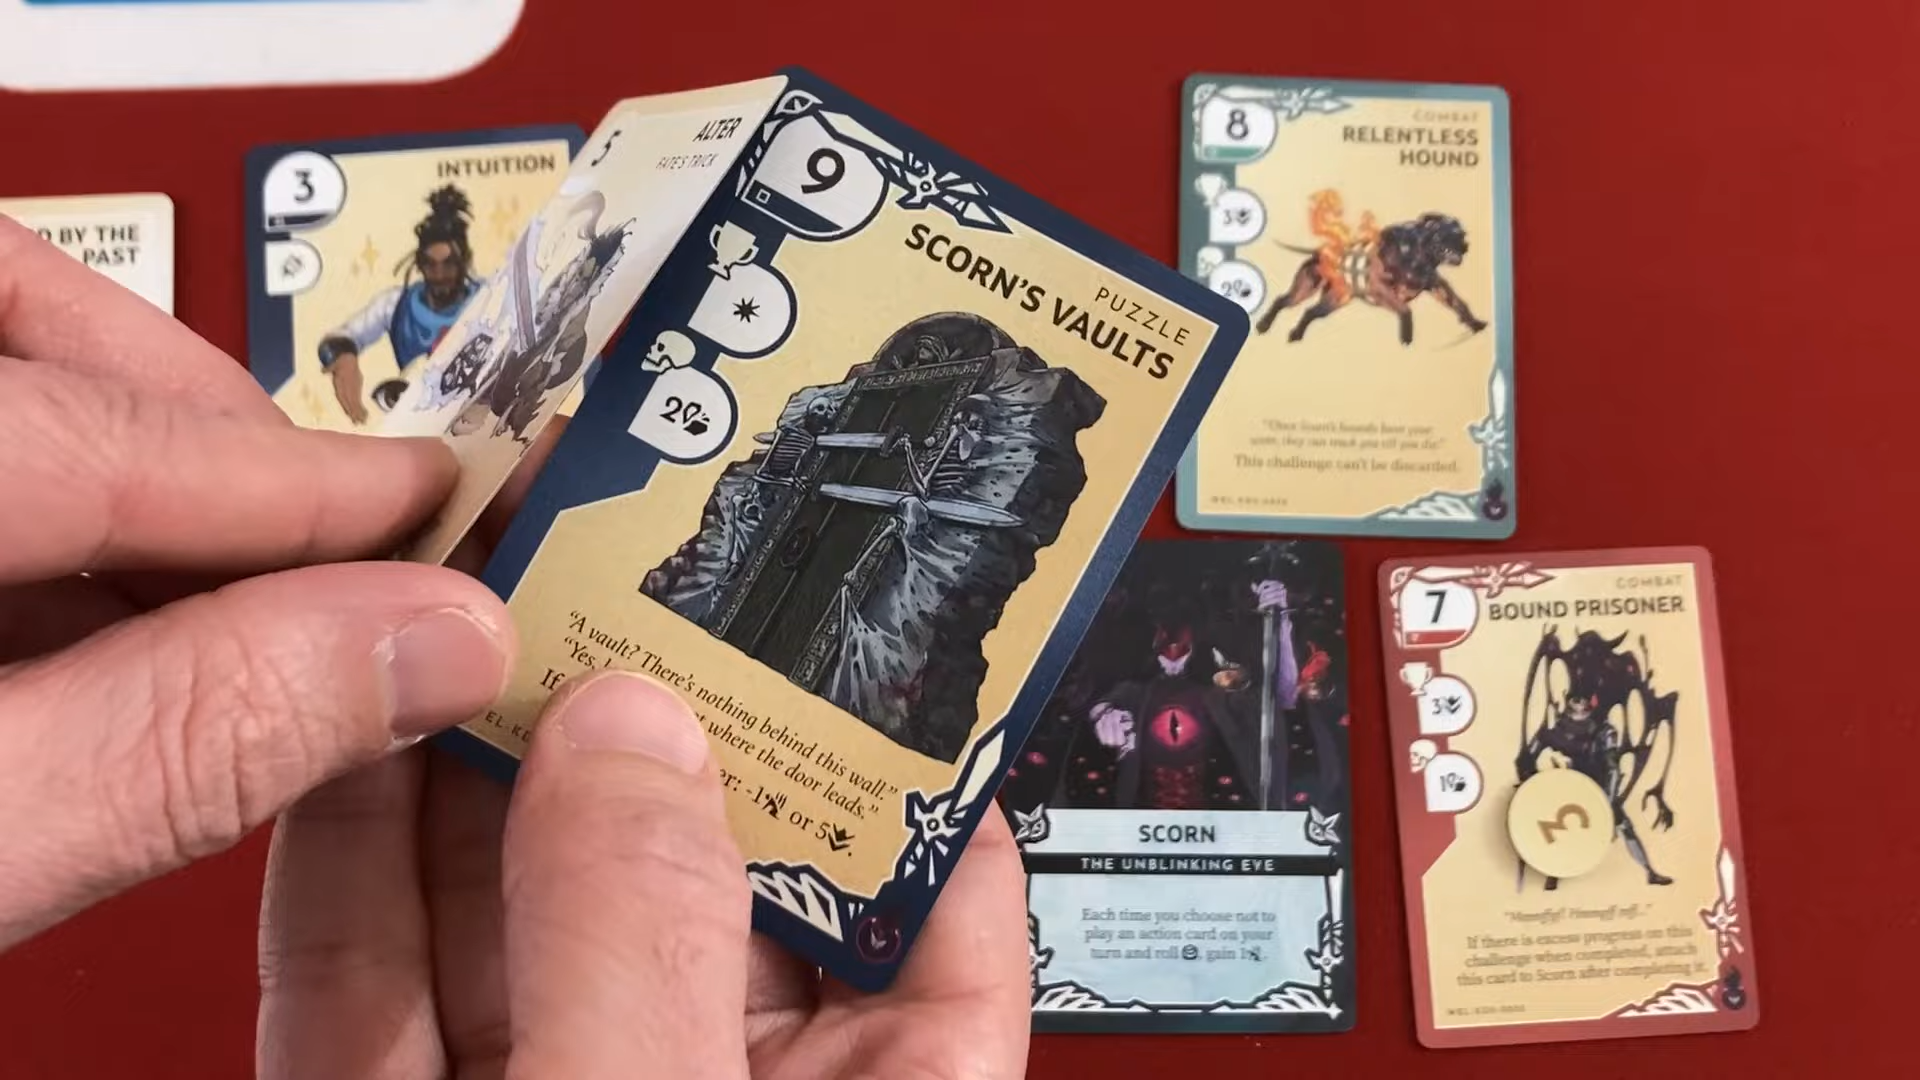 BY THE
PAST
3
INTUITION
5
ALTER
FATE'S TRICK
9
PUZZLE
SCORN'S VAULTS
2
"A vault? There's nothing behind this wall."
"Yes,
where the door leads."
If
er: -1 or 5.
8
COMBAT
RELENTLESS
HOUND
3
2
"Once Scorn's hounds have your
scent, they can track you till you die."
This challenge can't be discarded.
SCORN
THE UNBLINKING EYE
Each time you choose not to
play an action card on your
turn and roll , gain 1.
7
COMBAT
BOUND PRISONER
3
1
3
If there is excess progress on this
challenge when completed, attach
this card to Scorn after completing it.